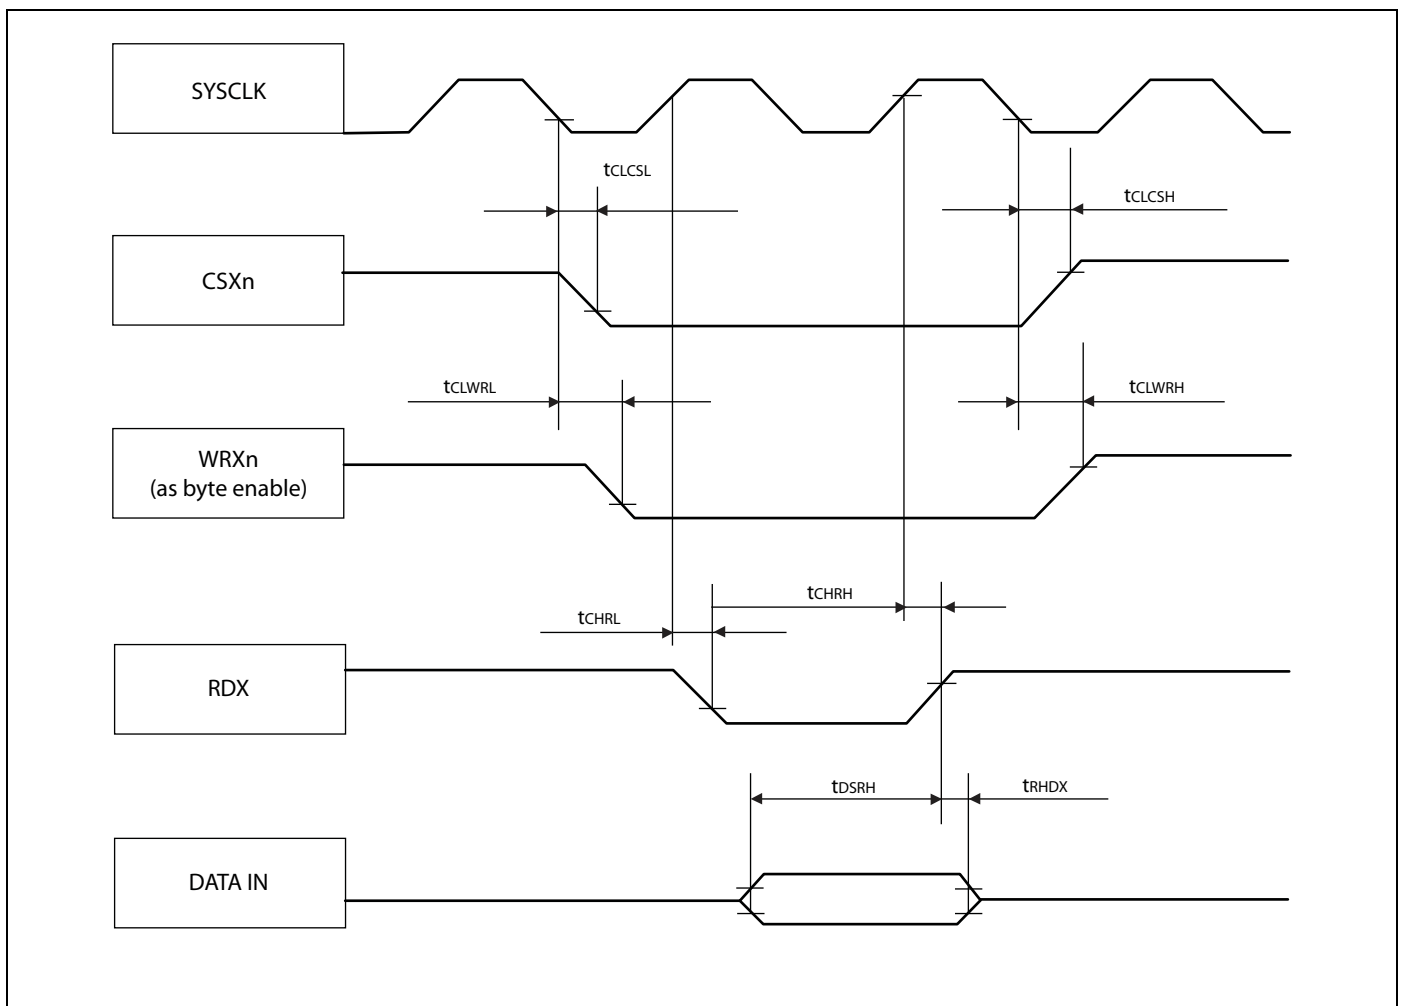 SYSCLK
tCLCSL
tCLCSH
CSXn
tCLWRL
tCLWRH
WRXn
(as byte enable)
tCHRH
tCHRL
RDX
tDSRH
tRHDX
DATA IN